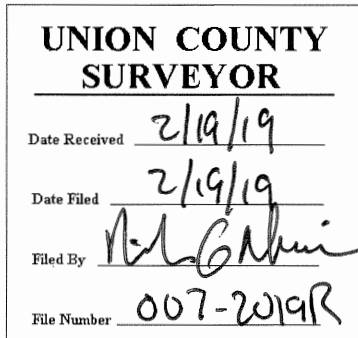 UNION COUNTY
SURVEYOR
Date Received 2/19/19
Date Filed 2/19/19
Filed By
File Number 007-2019R